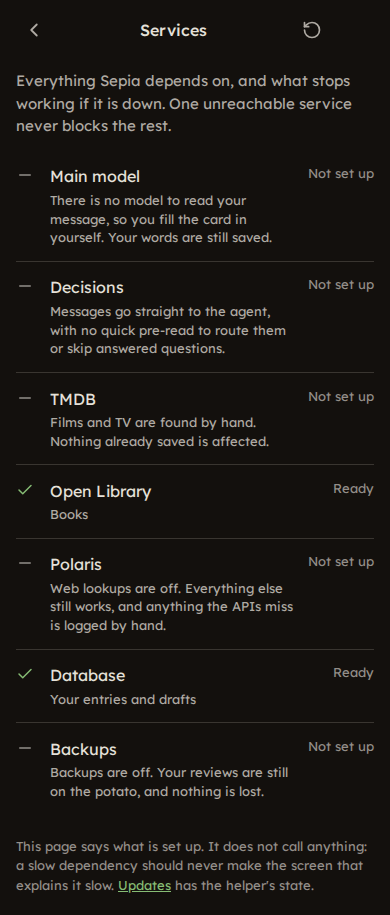 Services
Everything Sepia depends on, and what stops
working if it is down. One unreachable service
never blocks the rest.
Main model
Not set up
There is no model to read your
message, so you fill the card in
yourself. Your words are still saved.
Decisions
Not set up
Messages go straight to the agent,
with no quick pre-read to route them
or skip answered questions.
TMDB
Not set up
Films and TV are found by hand.
Nothing already saved is affected.
Open Library
Ready
Books
Polaris
Not set up
Web lookups are off. Everything else
still works, and anything the APIs miss
is logged by hand.
Database
Ready
Your entries and drafts
Backups
Not set up
Backups are off. Your reviews are still
on the potato, and nothing is lost.
This page says what is set up. It does not call anything:
a slow dependency should never make the screen that
explains it slow. Updates has the helper's state.